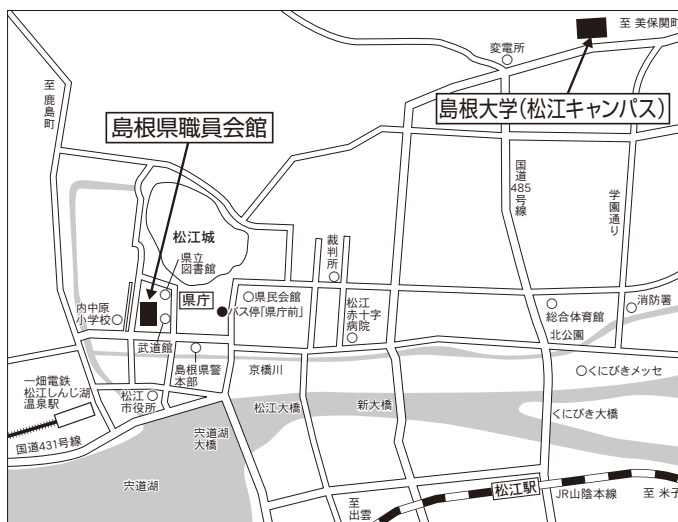 至 美保関町
変電所
島根大学(松江キャンパス)
至
鹿島町
島根県職員会館
国道
485
号線
学園通り
松江城
県立
図書館
裁判所
県庁
県民会館
バス停「県庁前」
松江
赤十字
病院
内中原
小学校
武道館
総合体育館
北公園
消防署
島根県警
本部
京橋川
くにびきメッセ
一畑電鉄
松江しんじ湖
温泉駅
松江
市役所
松江大橋
新大橋
くにびき大橋
国道431号線
宍道湖
大橋
宍道湖
松江駅
JR山陰本線
至 米子
至
出雲